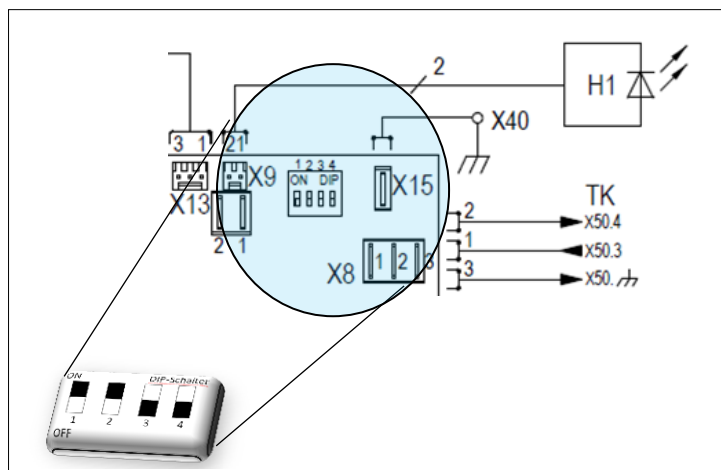 2
H1
X40
3 1
21
X13
X9
1 2 3 4
ON DIP
X15
2 1
X8
1 2 3
TK
2 X50.4
1 X50.3
3 X50.
ON DIP-Schalter
1 2 3 4
OFF